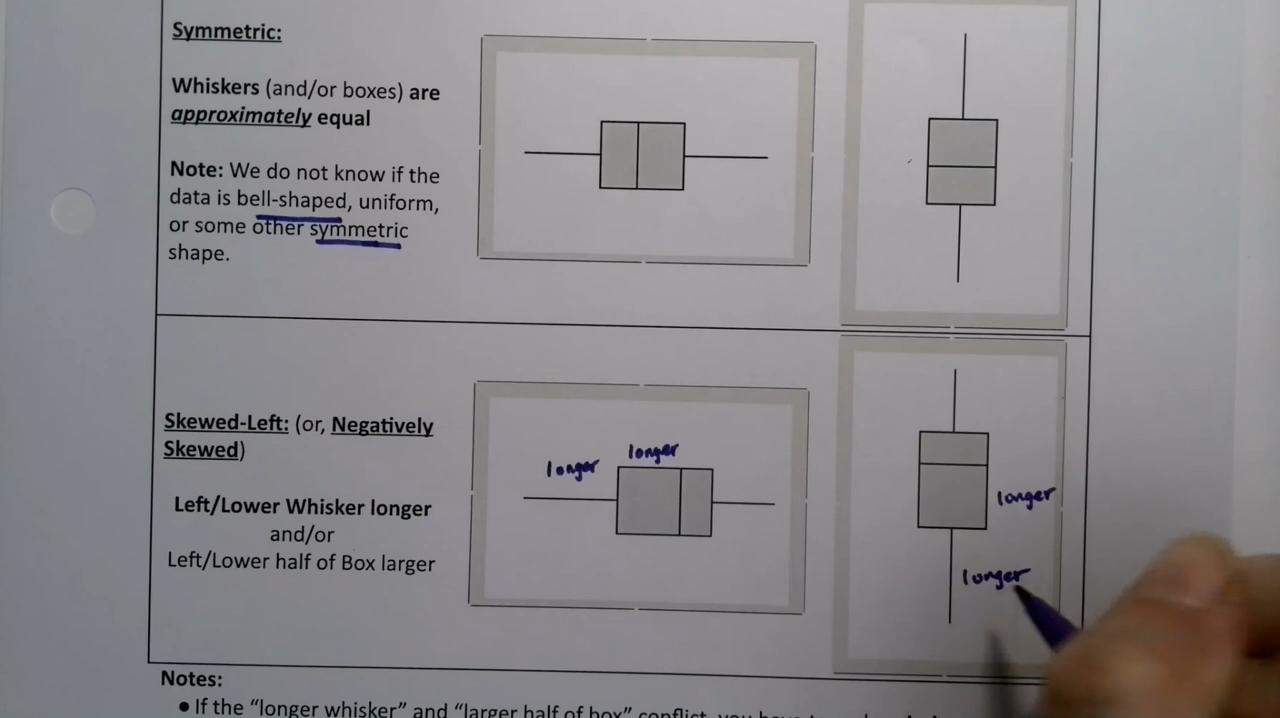 Symmetric:
Whiskers (and/or boxes) are
approximately equal
Note: We do not know if the
data is bell-shaped, uniform,
or some other symmetric
shape.
Skewed-Left: (or, Negatively
Skewed)
Left/Lower Whisker longer
and/or
Left/Lower half of Box larger
longer
longer
longer
longer
Notes:
• If the “longer whisker” and “larger half of box” conflict, you have to